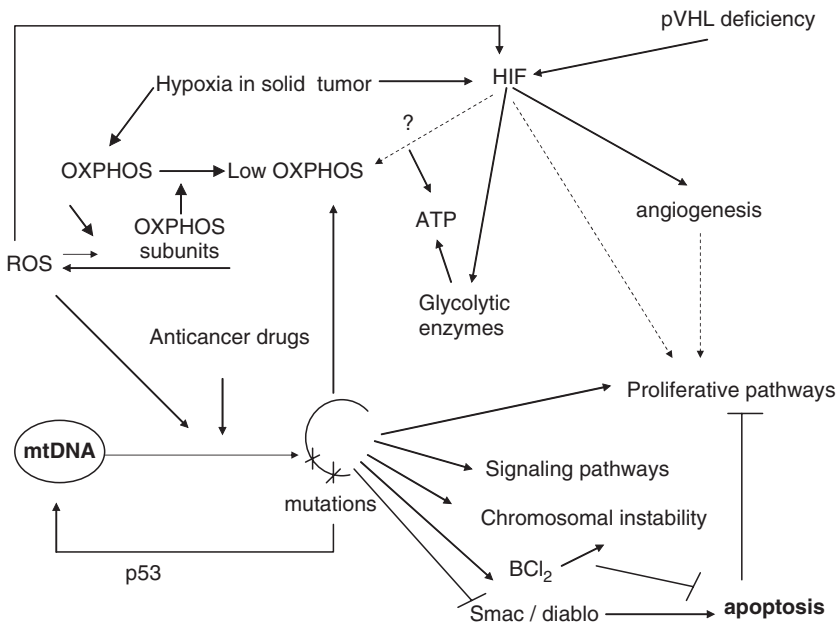 pVHL deficiency
Hypoxia in solid tumor
HIF
?
OXPHOS
Low OXPHOS
ATP
angiogenesis
OXPHOS
subunits
ROS
Glycolytic
enzymes
Anticancer drugs
Proliferative pathways
mtDNA
Signaling pathways
mutations
Chromosomal instability
p53
BCl₂
Smac / diablo
apoptosis